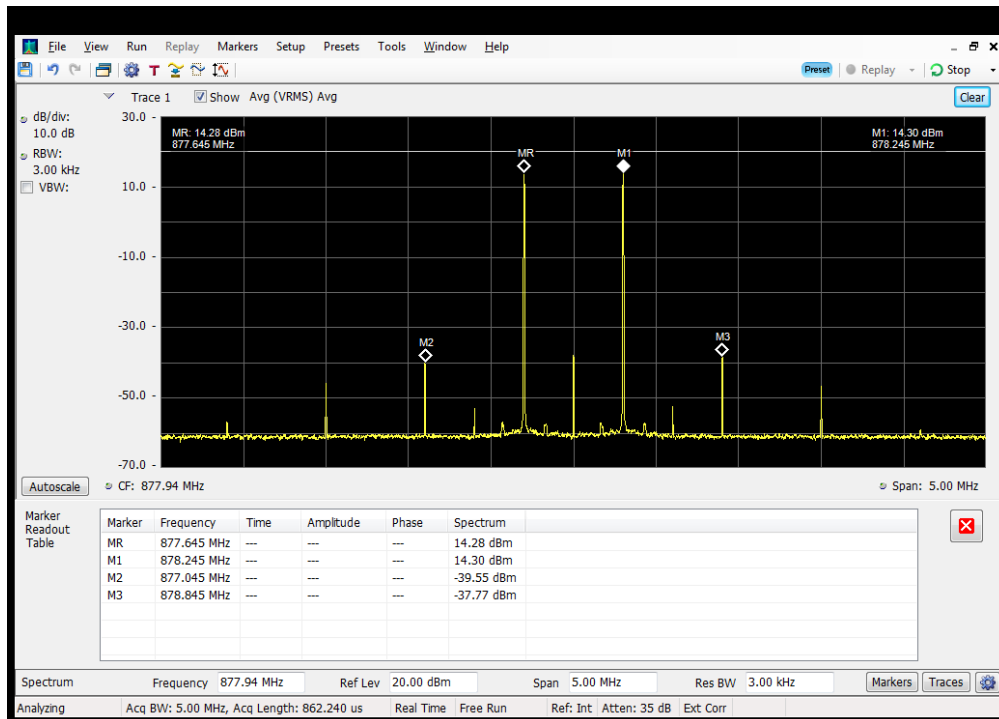 File View Run Replay Markers Setup Presets Tools Window Help
Preset Replay Stop
Trace 1 Show Avg (VRMS) Avg Clear
dB/div:
10.0 dB
RBW:
3.00 kHz
VBW:
30.0
10.0
-10.0
-30.0
-50.0
-70.0
MR: 14.28 dBm
877.645 MHz
M1: 14.30 dBm
878.245 MHz
MR M1
M2 M3
Autoscale CF: 877.94 MHz Span: 5.00 MHz
Marker
Readout
Table
Marker Frequency Time Amplitude Phase Spectrum
MR 877.645 MHz --- --- --- 14.28 dBm
M1 878.245 MHz --- --- --- 14.30 dBm
M2 877.045 MHz --- --- --- -39.55 dBm
M3 878.845 MHz --- --- --- -37.77 dBm
Spectrum Frequency 877.94 MHz Ref Lev 20.00 dBm Span 5.00 MHz Res BW 3.00 kHz Markers Traces
Analyzing Acq BW: 5.00 MHz, Acq Length: 862.240 us Real Time Free Run Ref: Int Atten: 35 dB Ext Corr